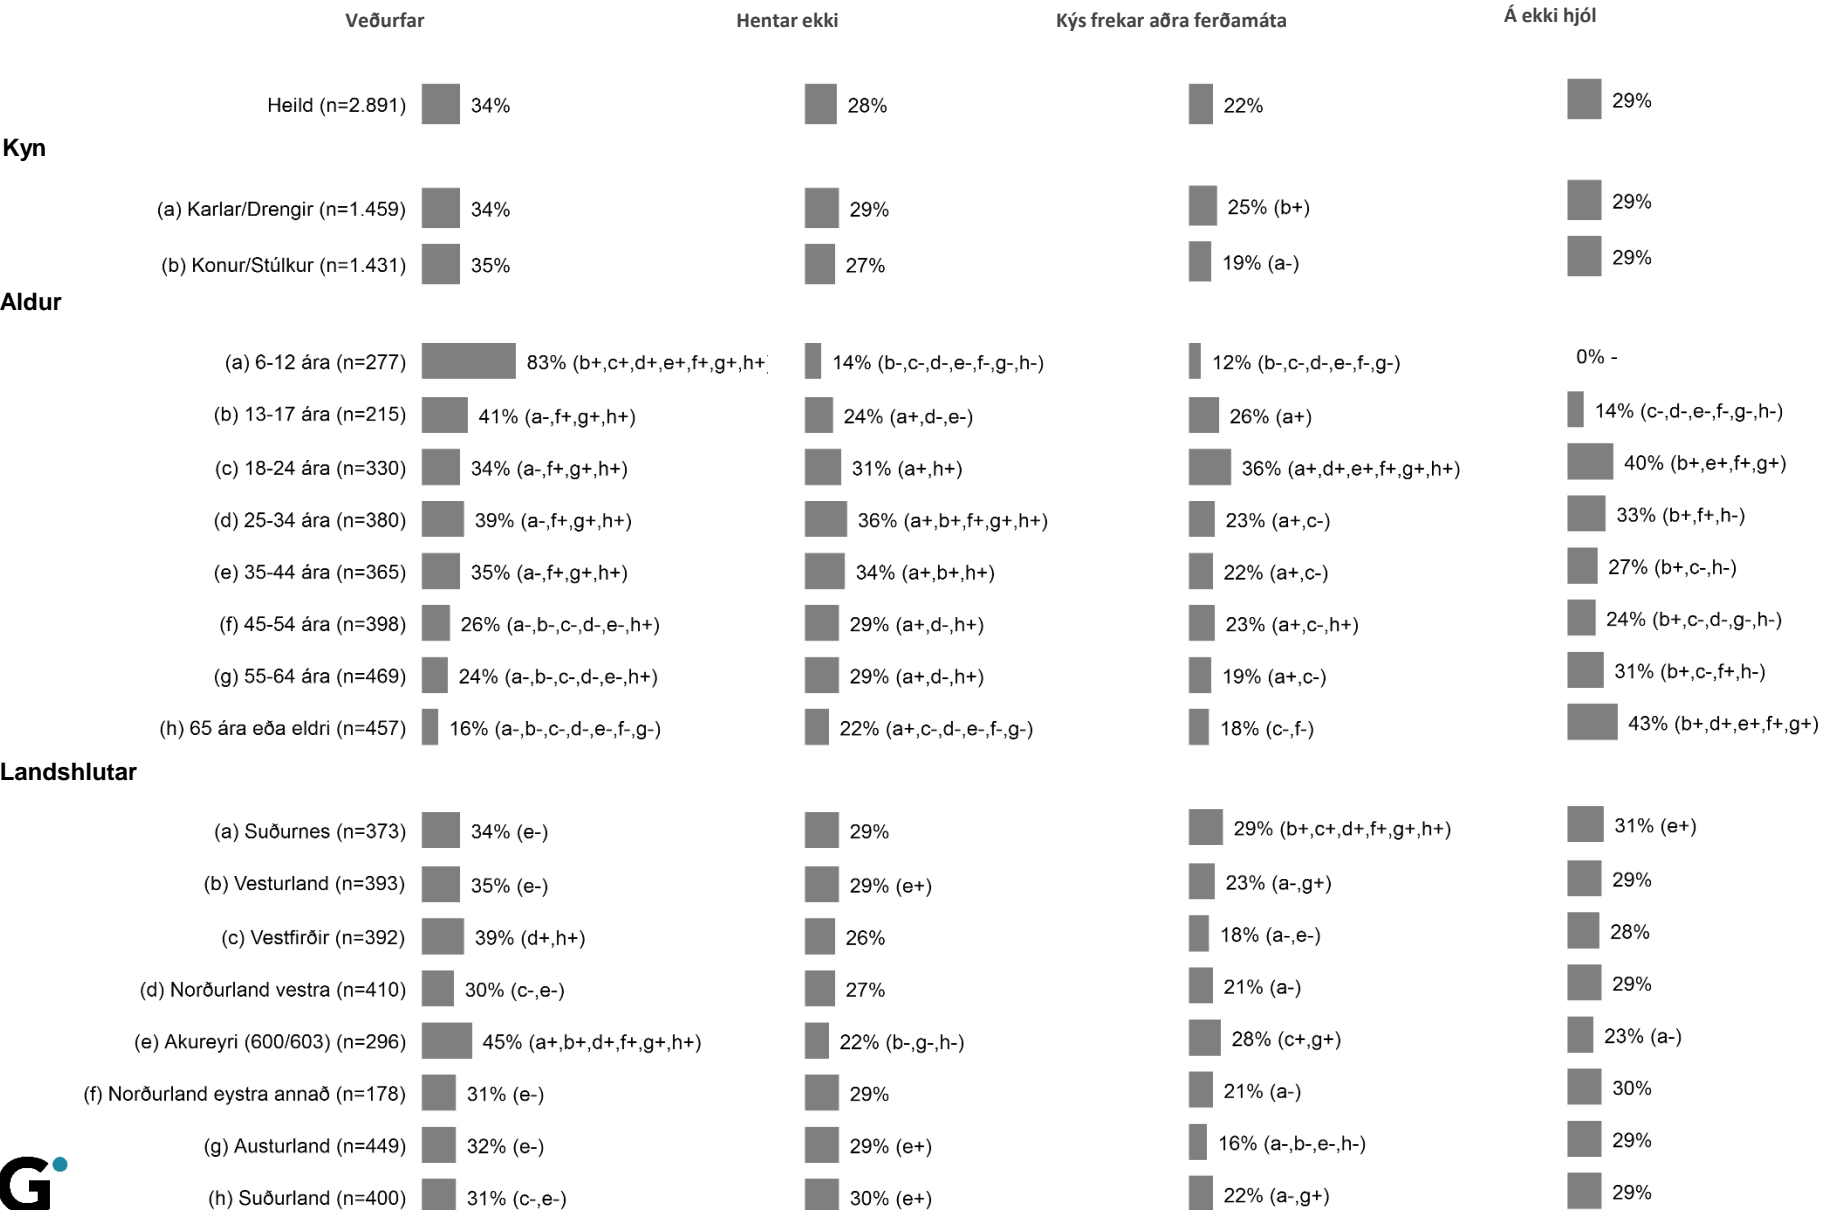 Veðurfar Hentar ekki Kýs frekar aðra ferðamáta Á ekki hjól
Heild (n=2.891) 34% 28% 22% 29%
Kyn
(a) Karlar/Drengir (n=1.459) 34% 29% 25% (b+) 29%
(b) Konur/Stúlkur (n=1.431) 35% 27% 19% (a-) 29%
Aldur
(a) 6-12 ára (n=277) 83% (b+,c+,d+,e+,f+,g+,h+ 14% (b-,c-,d-,e-,f-,g-,h-) 12% (b-,c-,d-,e-,f-,g-) 0% -
(b) 13-17 ára (n=215) 41% (a-,f+,g+,h+) 24% (a+,d-,e-) 26% (a+) 14% (c-,d-,e-,f-,g-,h-)
(c) 18-24 ára (n=330) 34% (a-,f+,g+,h+) 31% (a+,h+) 36% (a+,d+,e+,f+,g+,h+) 40% (b+,e+,f+,g+)
(d) 25-34 ára (n=380) 39% (a-,f+,g+,h+) 36% (a+,b+,f+,g+,h+) 23% (a+,c-) 33% (b+,f+,h-)
(e) 35-44 ára (n=365) 35% (a-,f+,g+,h+) 34% (a+,b+,h+) 22% (a+,c-) 27% (b+,c-,h-)
(f) 45-54 ára (n=398) 26% (a-,b-,c-,d-,e-,h+) 29% (a+,d-,h+) 23% (a+,c-,h+) 24% (b+,c-,d-,g-,h-)
(g) 55-64 ára (n=469) 24% (a-,b-,c-,d-,e-,h+) 29% (a+,d-,h+) 19% (a+,c-) 31% (b+,c-,f+,h-)
(h) 65 ára eða eldri (n=457) 16% (a-,b-,c-,d-,e-,f-,g-) 22% (a+,c-,d-,e-,f-,g-) 18% (c-,f-) 43% (b+,d+,e+,f+,g+)
Landshlutar
(a) Suðurnes (n=373) 34% (e-) 29% 29% (b+,c+,d+,f+,g+,h+) 31% (e+)
(b) Vesturland (n=393) 35% (e-) 29% (e+) 23% (a-,g+) 29%
(c) Vestfirðir (n=392) 39% (d+,h+) 26% 18% (a-,e-) 28%
(d) Norðurland vestra (n=410) 30% (c-,e-) 27% 21% (a-) 29%
(e) Akureyri (600/603) (n=296) 45% (a+,b+,d+,f+,g+,h+) 22% (b-,g-,h-) 28% (c+,g+) 23% (a-)
(f) Norðurland eystra annað (n=178) 31% (e-) 29% 21% (a-) 30%
(g) Austurland (n=449) 32% (e-) 29% (e+) 16% (a-,b-,e-,h-) 29%
(h) Suðurland (n=400) 31% (c-,e-) 30% (e+) 22% (a-,g+) 29%
G